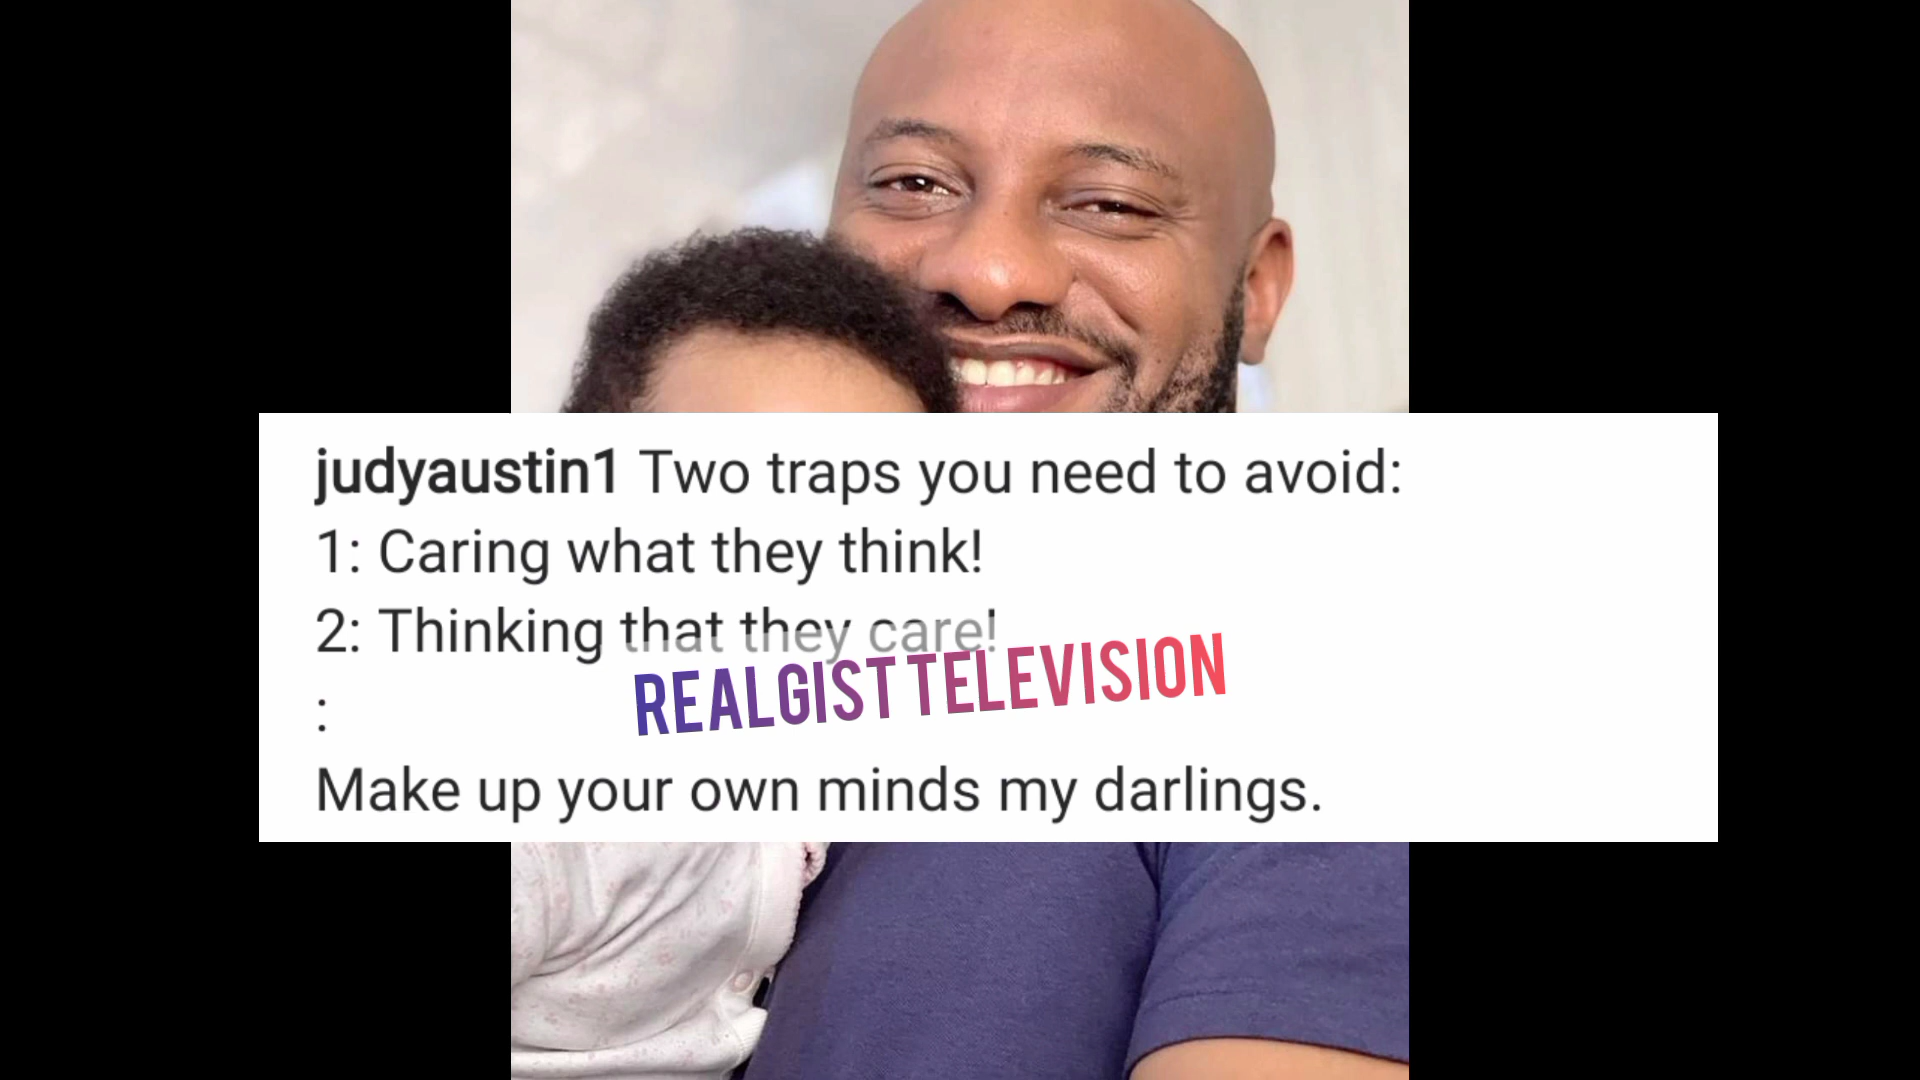 judyaustin1 Two traps you need to avoid:
1: Caring what they think!
2: Thinking that they care!
REALGIST TELEVISION
:
Make up your own minds my darlings.